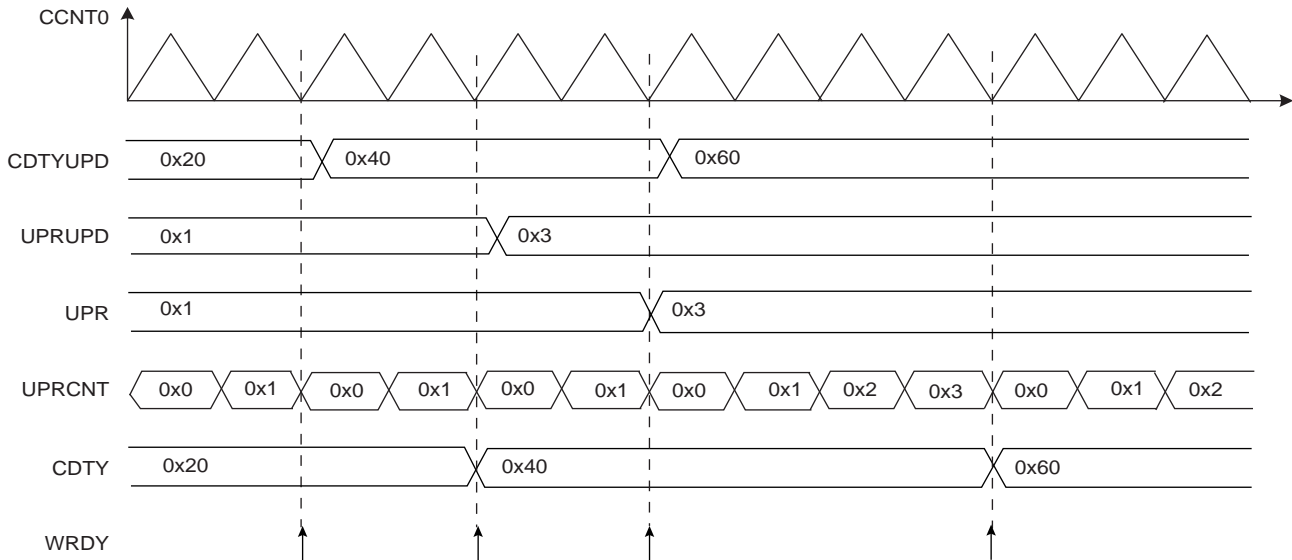 CCNT0
CDTYUPD 0x20 0x40 0x60
UPRUPD 0x1 0x3
UPR 0x1 0x3
UPRCNT 0x0 0x1 0x0 0x1 0x0 0x1 0x0 0x1 0x2 0x3 0x0 0x1 0x2
CDTY 0x20 0x40 0x60
WRDY